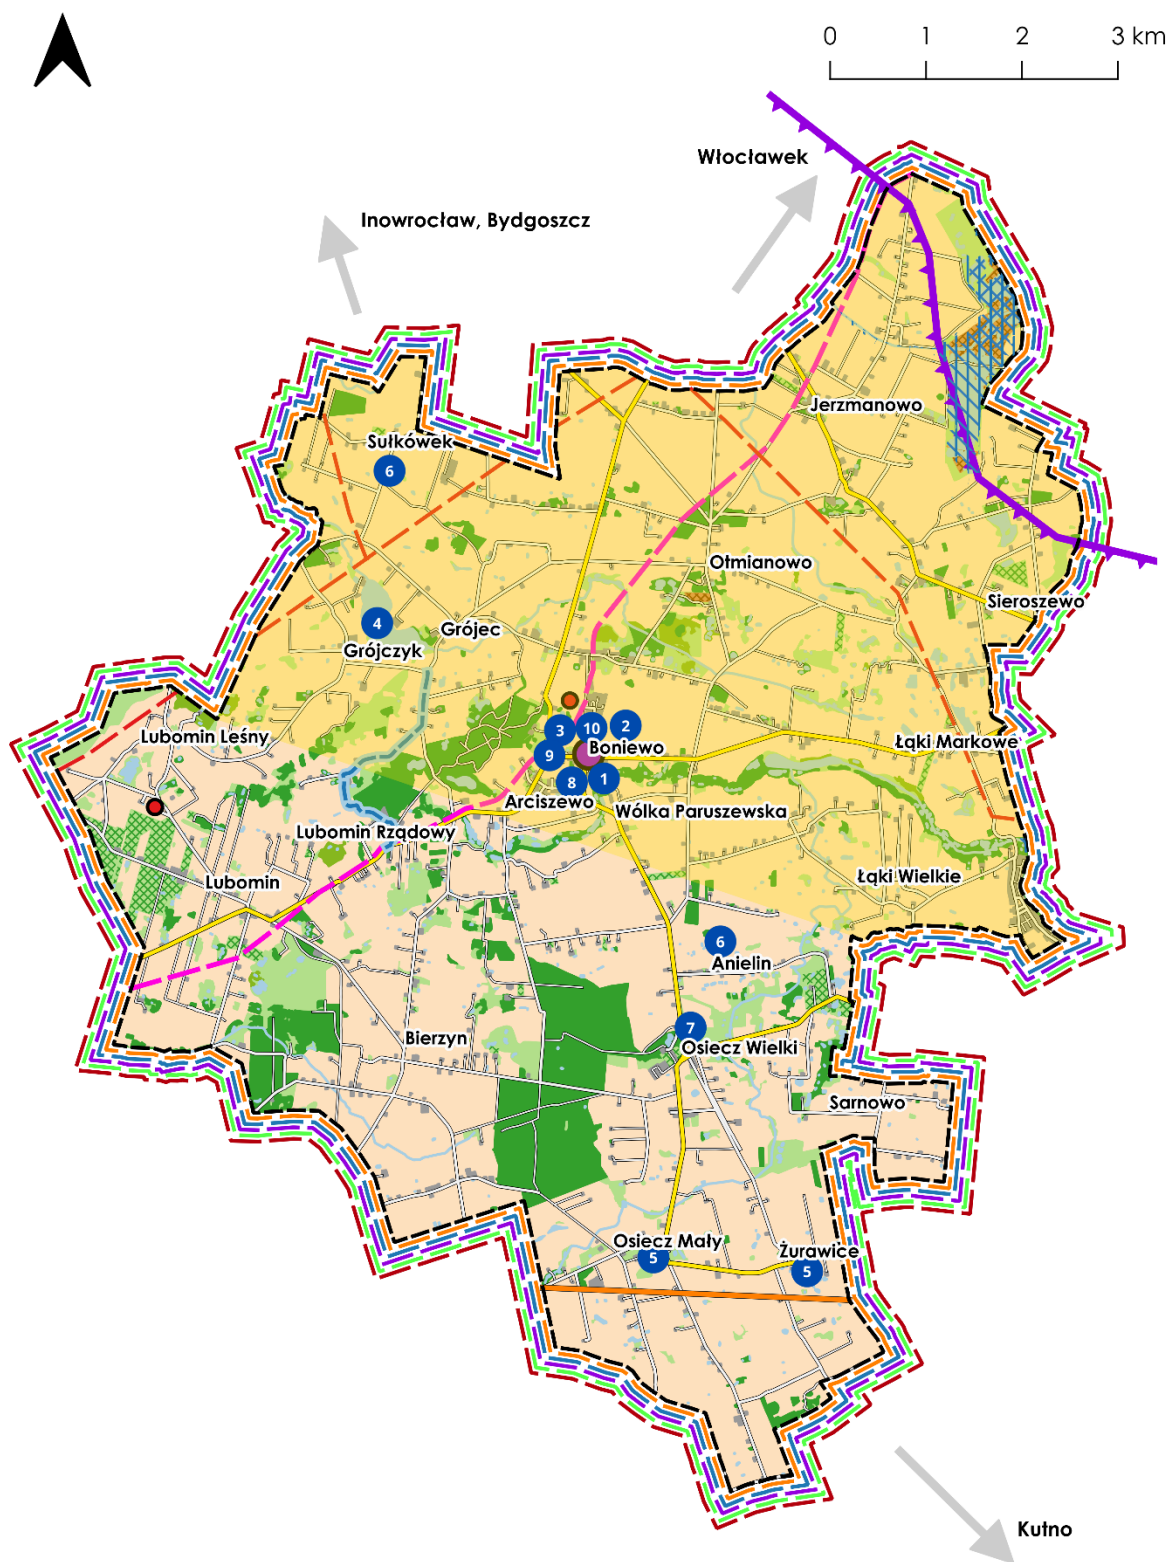 0 1 2 3 km
Włocławek
Inowrocław, Bydgoszcz
Jerzmanowo
Sułkówek
6
Ołmianowo
Sieroszewo
4
Grójec
Grójczyk
Lubomin Leśny
3 10 2
Łąki Markowe
Boniewo
9
8 1
Arciszewo
Wólka Paruszewska
Lubomin Rządowy
Łąki Wielkie
Lubomin
6
Anielin
7
Bierzyn
Osiecz Wielki
Sarnowo
Osiecz Mały
Żurawice
5
5
Kutno